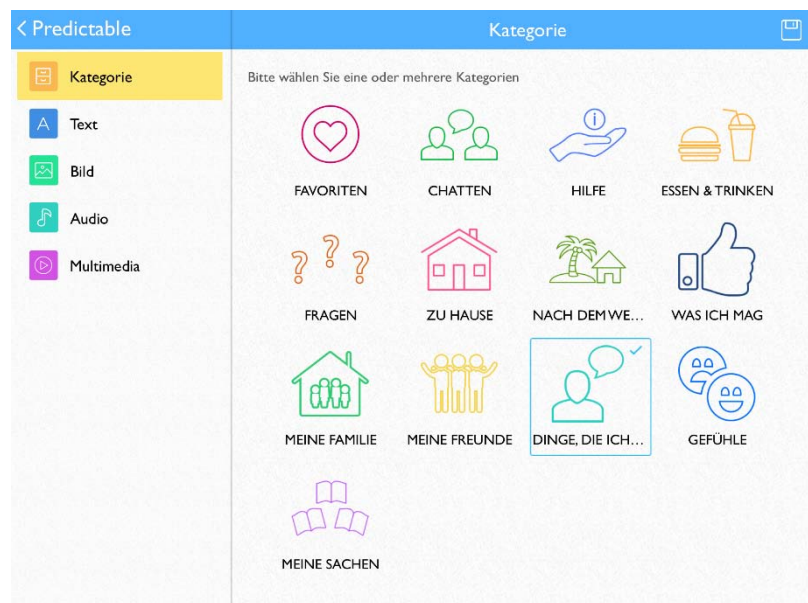 Predictable
Kategorie
Kategorie
Text
Bild
Audio
Multimedia
Bitte wählen Sie eine oder mehrere Kategorien
FAVORITEN
CHATTEN
HILFE
ESSEN & TRINKEN
FRAGEN
ZU HAUSE
NACH DEM WE...
WAS ICH MAG
MEINE FAMILIE
MEINE FREUNDE
DINGE, DIE ICH...
GEFÜHLE
MEINE SACHEN